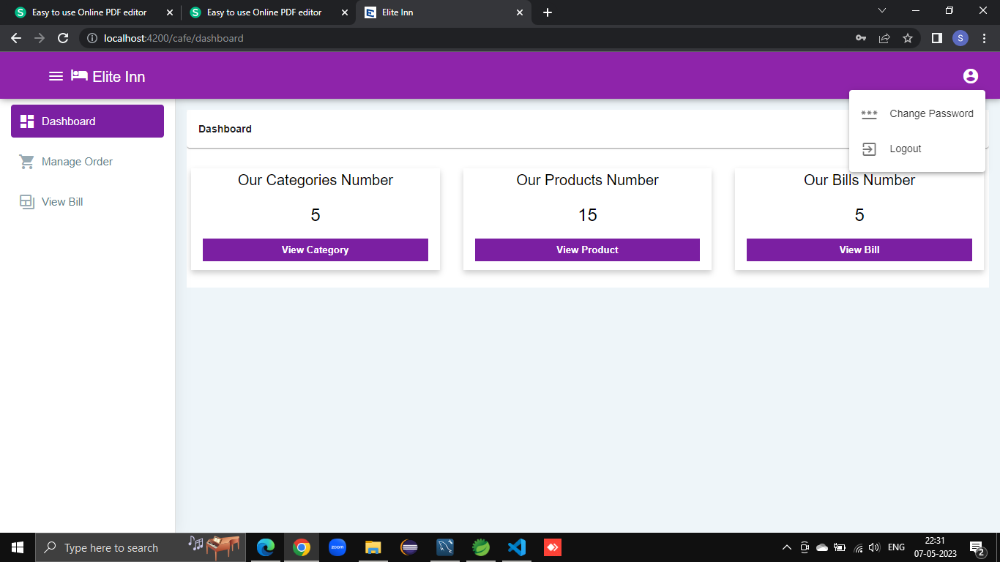 Easy to use Online PDF editor
Easy to use Online PDF editor
Elite Inn
localhost:4200/cafe/dashboard
S
Elite Inn
Change Password
Logout
Dashboard
Manage Order
View Bill
Dashboard
Our Categories Number
5
View Category
Our Products Number
15
View Product
Our Bills Number
5
View Bill
Type here to search
zoom
ENG
22:31
07-05-2023
2